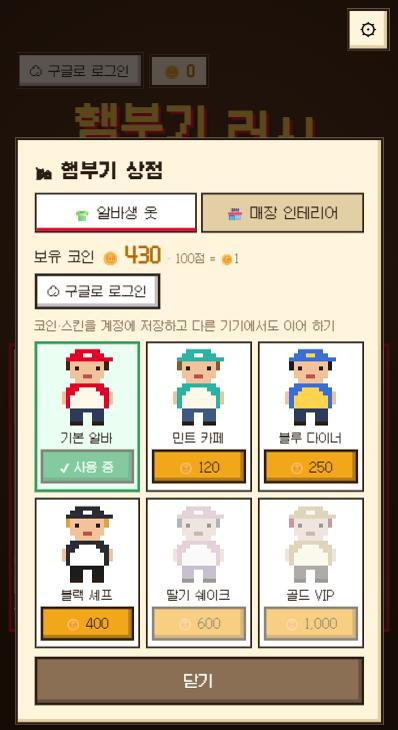 구글로 로그인 0
햄부기 러시
햄부기 상점
알바생 옷 매장 인테리어
보유 코인 430 · 100점 = 1
구글로 로그인
코인·스킨을 계정에 저장하고 다른 기기에서도 이어 하기
기본 알바 민트 카페 블루 다이너
✓ 사용 중 120 250
블랙 셰프 딸기 쉐이크 골드 VIP
400 600 1,000
닫기